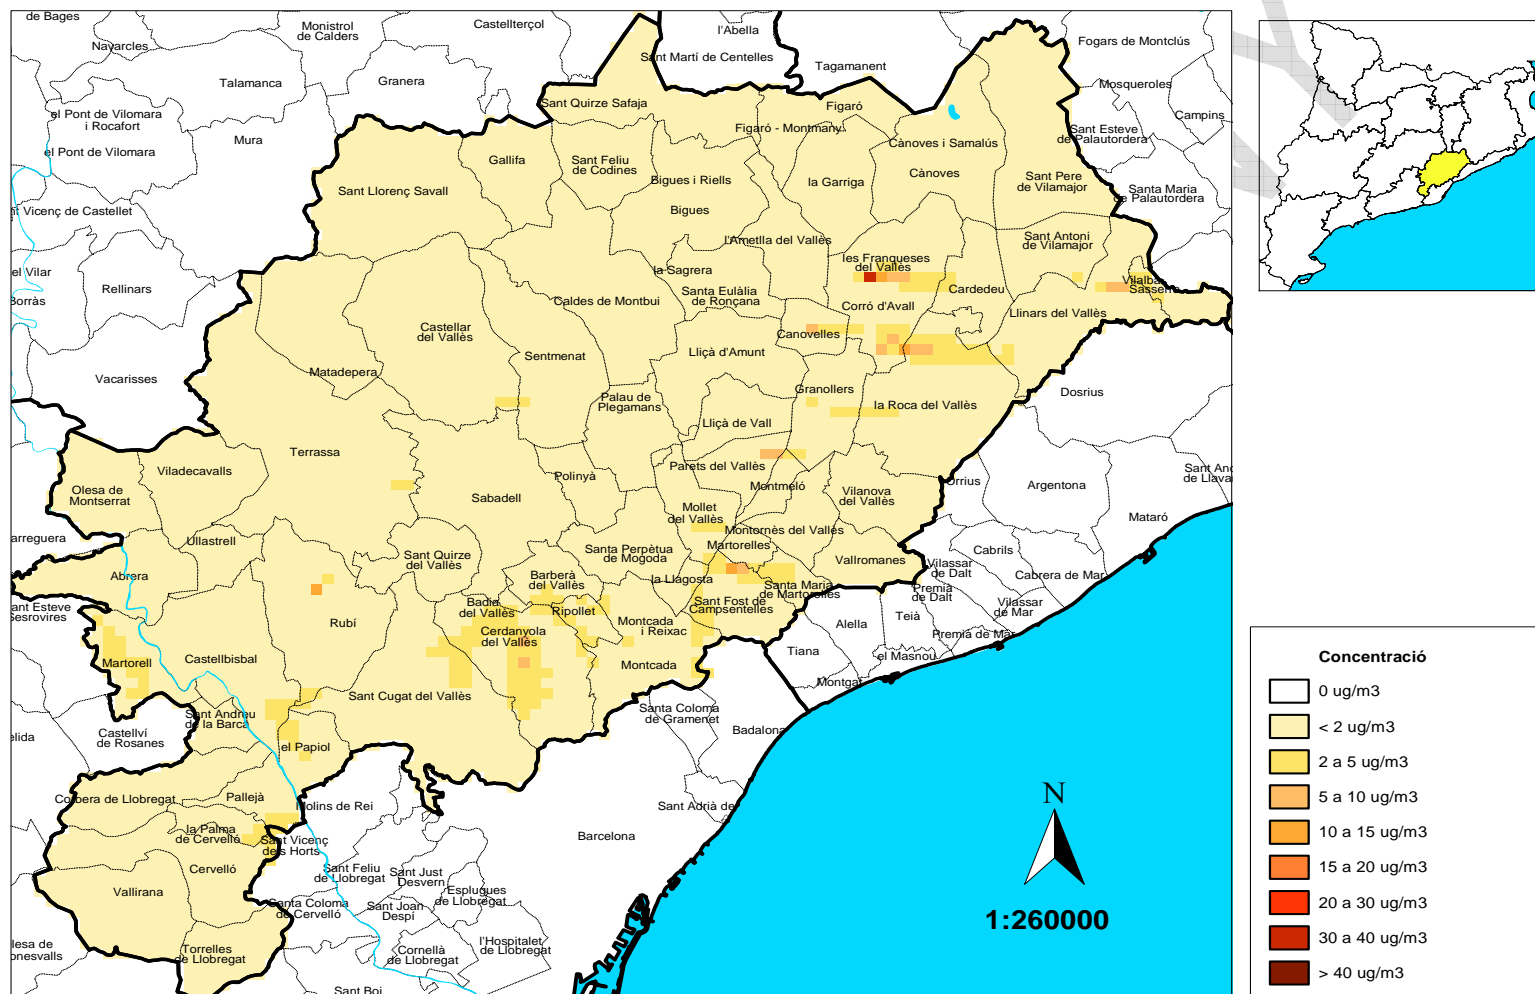 de Bages
Navarcles
Monistrol
de Calders
Castellterçol
l'Abella
Sant Martí de Centelles
Tagamanent
Fogars de Montclús
Mosqueroles
Campins
Talamanca
Granera
el Pont de Vilomara
i Rocafort
el Pont de Vilomara
Mura
Sant Quirze Safaja
Figaró
Figaró - Montmany
Cànoves i Samalús
Sant Esteve
de Palautordera
Gallifa
Sant Feliu
de Codines
Bigues i Riells
la Garriga
Cànoves
Sant Pere
de Vilamajor
Santa Maria
de Palautordera
Sant Llorenç Savall
Vicenç de Castellet
Bigues
l'Ametlla del Vallès
Sant Antoni
de Vilamajor
el Vilar
Borràs
Rellinars
la Sagrera
les Franqueses
del Vallès
Vilalba
Sasserra
Santa Eulàlia
de Ronçana
Caldes de Montbui
Corró d'Avall
Cardedeu
Llinars del Vallès
Castellar
del Vallès
Sentmenat
Canovelles
Lliçà d'Amunt
Vacarisses
Matadepera
Palau de
Plegamans
Granollers
la Roca del Vallès
Dosrius
Lliçà de Vall
Terrassa
Viladecavalls
Olesa de
Montserrat
Polinyà
Parets del Vallès
Montmeló
Vilanova
del Vallès
Orrius
Argentona
Sant And
de Llava
Sabadell
Mollet
del Vallès
Mataró
Montornès del Vallès
Martorelles
arreguera
Ullastrell
Sant Quirze
del Vallès
Santa Perpètua
de Mogoda
Vallromanes
Vilassar
de Dalt
Cabrils
Cabrera de Mar
Abrera
Barberà
del Vallès
la Llagosta
Santa Maria
de Martorelles
Premià
de Dalt
Vilassar
de Mar
ant Esteve
Sesrovires
Rubí
Badia
del Vallès
Ripollet
Sant Fost de
Campsentelles
Montcada
i Reixac
Alella
Teià
Premià de Mar
Cerdanyola
del Vallès
Martorell
Castellbisbal
Montcada
Tiana
el Masnou
Montgat
Sant Cugat del Vallès
Sant Andreu
de la Barca
Santa Coloma
de Gramenet
Badalona
elida
Castellví
de Rosanes
el Papiol
Corbera de Llobregat
Pallejà
Molins de Rei
Sant Adrià de
la Palma
de Cervelló
Sant Vicenç
dels Horts
Barcelona
Cervelló
Sant Feliu
de Llobregat
Sant Just
Desvern
Esplugues
de Llobregat
Vallirana
Santa Coloma
de Cervelló
Sant Joan
Despí
lesa de
onesvalls
Torrelles
de Llobregat
Cornellà
de Llobregat
l'Hospitalet
de Llobregat
Sant Boi
N
1:260000
Concentració
0 ug/m3
< 2 ug/m3
2 a 5 ug/m3
5 a 10 ug/m3
10 a 15 ug/m3
15 a 20 ug/m3
20 a 30 ug/m3
30 a 40 ug/m3
> 40 ug/m3